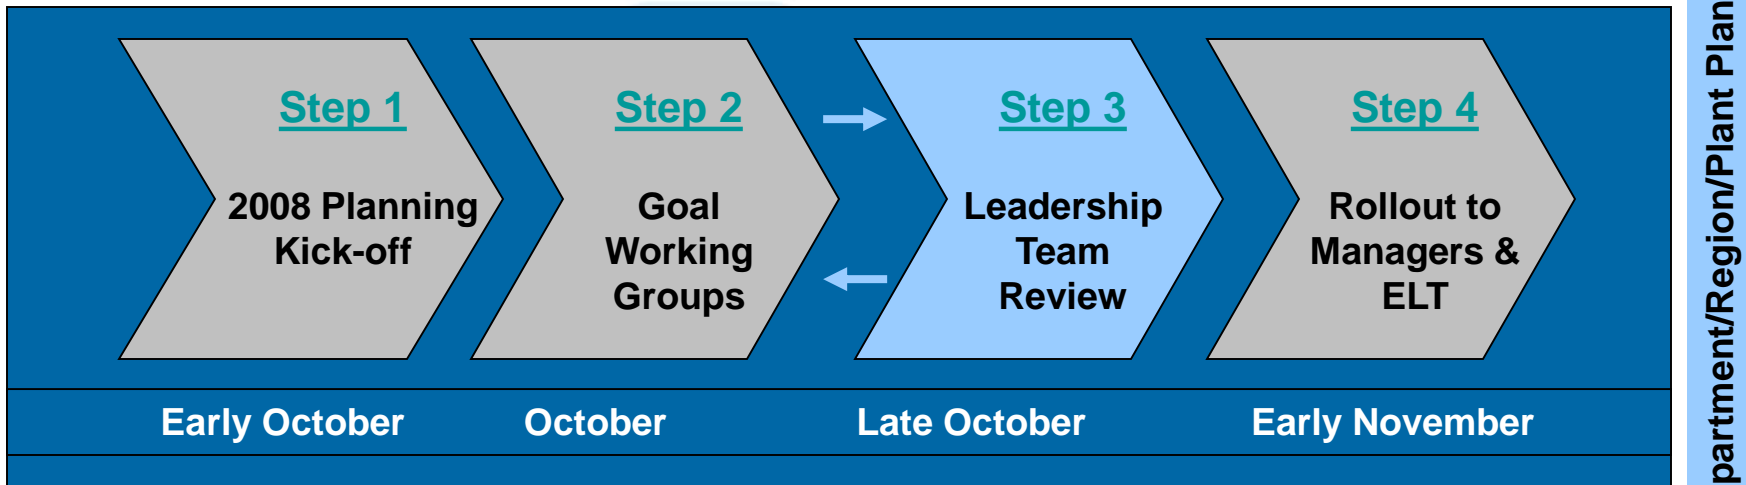 Step 1
2008 Planning
Kick-off
Step 2
Goal
Working
Groups
Step 3
Leadership
Team
Review
Step 4
Rollout to
Managers &
ELT
Early October
October
Late October
Early November
partment/Region/Plant Plan